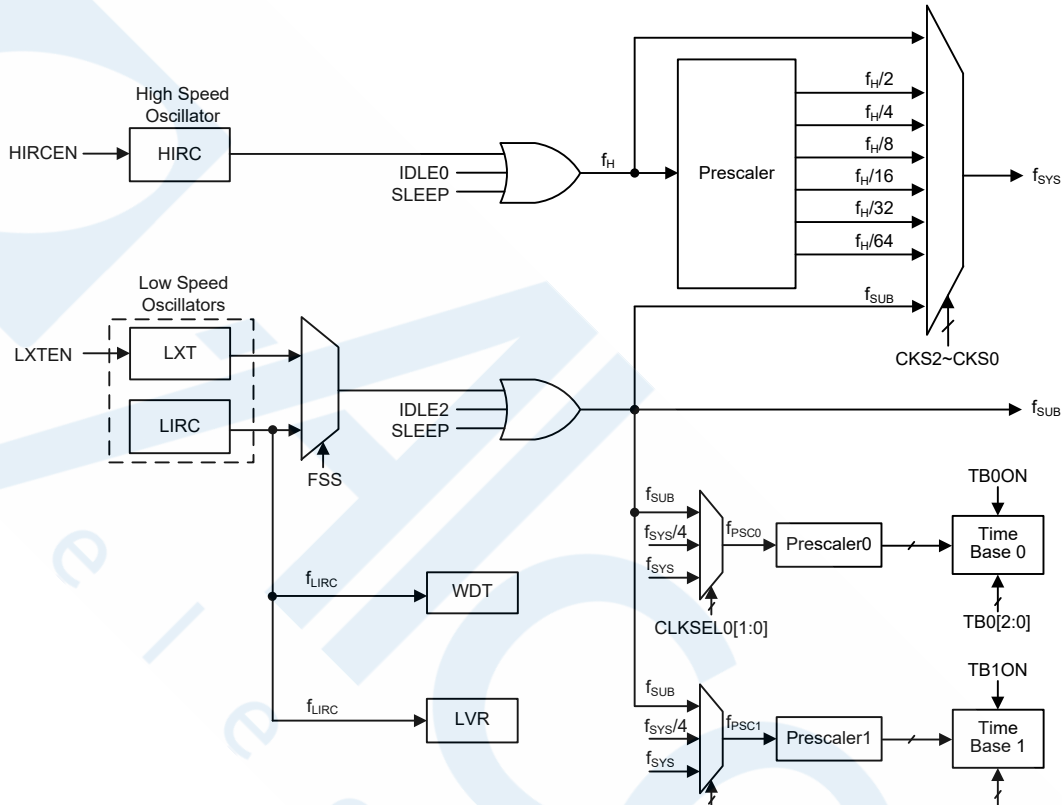 High Speed
Oscillator
HIRCEN
HIRC
IDLE0
SLEEP
fH
Prescaler
fH/2
fH/4
fH/8
fH/16
fH/32
fH/64
fSUB
fSYS
CKS2~CKS0
Low Speed
Oscillators
LXTEN
LXT
LIRC
FSS
IDLE2
SLEEP
fSUB
fSUB
fSYS/4
fSYS
fPSC0
Prescaler0
CLKSEL0[1:0]
TB0ON
Time
Base 0
TB0[2:0]
fLIRC
WDT
fLIRC
LVR
fSUB
fSYS/4
fSYS
fPSC1
Prescaler1
TB1ON
Time
Base 1
e
l
e